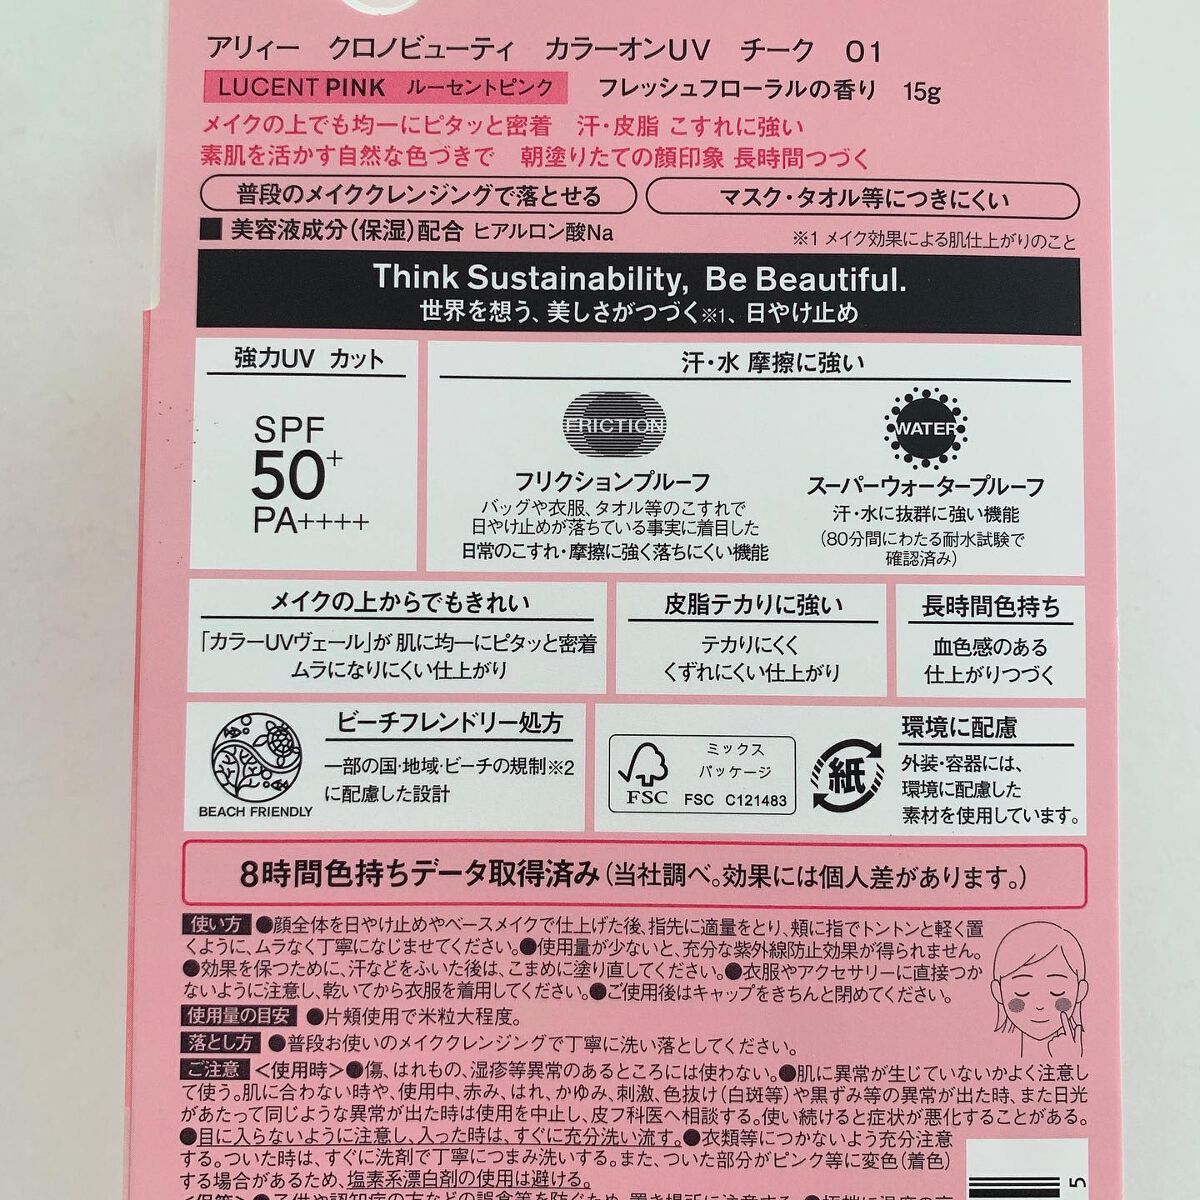 アリィー　クロノビューティ　カラーオンUV　チーク　01
LUCENT PINK　ルーセントピンク　フレッシュフローラルの香り　15g
メイクの上でも均一にピタッと密着　汗・皮脂 こすれに強い
素肌を活かす自然な色づきで　朝塗りたての顔印象 長時間つづく
普段のメイククレンジングで落とせる
マスク・タオル等につきにくい
■ 美容液成分(保湿)配合 ヒアルロン酸Na
※1 メイク効果による肌仕上がりのこと
Think Sustainability, Be Beautiful.
世界を想う、美しさがつづく※1、日やけ止め
強力UV カット
SPF
50+
PA++++
汗・水 摩擦に強い
FRICTION
フリクションプルーフ
バッグや衣服、タオル等のこすれで
日やけ止めが落ちている事実に着目した
日常のこすれ・摩擦に強く落ちにくい機能
WATER
スーパーウォータープルーフ
汗・水に抜群に強い機能
(80分間にわたる耐水試験で
確認済み)
メイクの上からでもきれい
「カラーUVヴェール」が 肌に均一にピタッと密着
ムラになりにくい仕上がり
皮脂テカりに強い
テカりにくく
くずれにくい仕上がり
長時間色持ち
血色感のある
仕上がりつづく
BEACH FRIENDLY
ビーチフレンドリー処方
一部の国・地域・ビーチの規制※2
に配慮した設計
FSC
ミックス
パッケージ
FSC C121483
紙
環境に配慮
外装・容器には、
環境に配慮した
素材を使用しています。
8時間色持ちデータ取得済み(当社調べ。効果には個人差があります。)
使い方 ●顔全体を日やけ止めやベースメイクで仕上げた後、指先に適量をとり、頬に指でトントンと軽く置
くように、ムラなく丁寧になじませてください。●使用量が少ないと、充分な紫外線防止効果が得られません。
●効果を保つために、汗などをふいた後は、こまめに塗り直してください。●衣服やアクセサリーに直接つか
ないように注意し、乾いてから衣服を着用してください。●ご使用後はキャップをきちんと閉めてください。
使用量の目安 ●片頬使用で米粒大程度。
落とし方 ●普段お使いのメイククレンジングで丁寧に洗い落としてください。
ご注意 <使用時>●傷、はれもの、湿疹等異常のあるところには使わない。●肌に異常が生じていないかよく注意し
て使う。肌に合わない時や、使用中、赤み、はれ、かゆみ、刺激、色抜け(白斑等)や黒ずみ等の異常が出た時、また日光
があたって同じような異常が出た時は使用を中止し、皮フ科医へ相談する。使い続けると症状が悪化することがある。
●目に入らないように注意し、入った時は、すぐに充分洗い流す。●衣類等につかないよう充分注意
する。ついた時は、すぐに洗剤で丁寧につまみ洗いする。また、ついた部分がピンク等に変色(着色)
する場合があるため、塩素系漂白剤の使用は避ける。
5